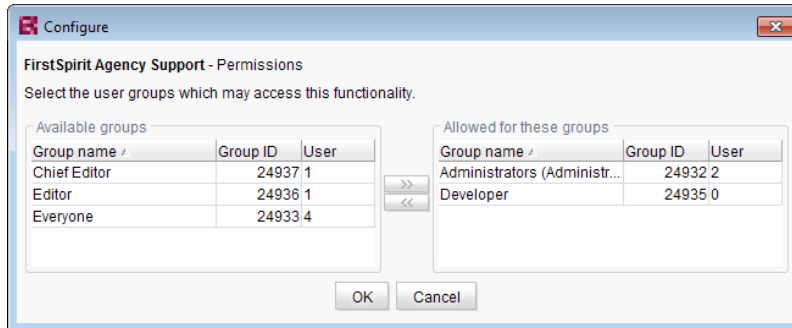 Configure
FirstSpirit Agency Support - Permissions
Select the user groups which may access this functionality.
Available groups
Group name Group ID User
Chief Editor 24937 1
Editor 24936 1
Everyone 24933 4
>>
<<
Allowed for these groups
Group name Group ID User
Administrators (Administr... 24932 2
Developer 24935 0
OK Cancel